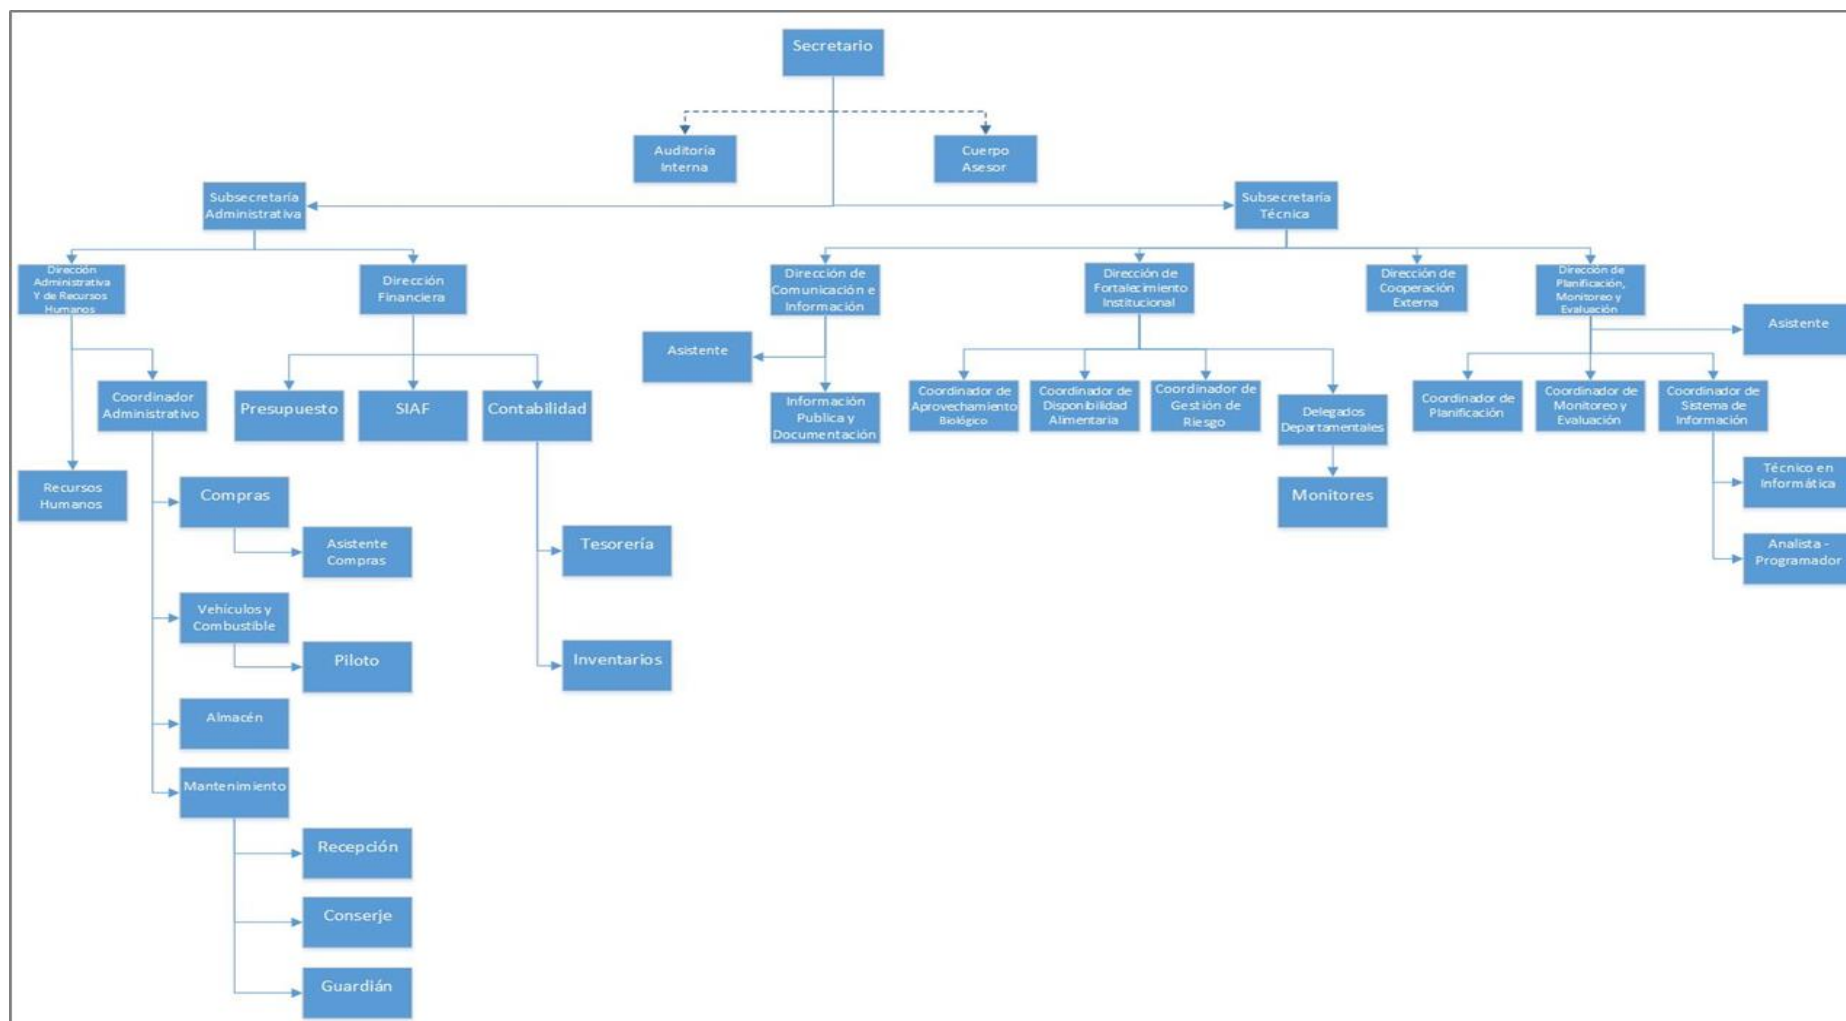 Secretario
Auditoría
Interna
Cuerpo
Asesor
Subsecretaría
Administrativa
Subsecretaría
Técnica
Dirección
Administrativa
Y de Recursos
Humanos
Dirección
Financiera
Dirección de
Comunicación e
Información
Dirección de
Fortalecimiento
Institucional
Dirección de
Cooperación
Externa
Dirección de
Planificación,
Monitoreo y
Evaluación
Asistente
Asistente
Coordinador
Administrativo
Presupuesto
SIAF
Contabilidad
Información
Publica y
Documentación
Coordinador de
Aprovechamiento
Biológico
Coordinador de
Disponibilidad
Alimentaria
Coordinador de
Gestión de
Riesgo
Delegados
Departamentales
Coordinador
de Planificación
Coordinador de
Monitoreo y
Evaluación
Coordinador de
Sistema de
Información
Recursos
Humanos
Compras
Monitores
Técnico en
Informática
Asistente
Compras
Tesorería
Analista -
Programador
Vehículos y
Combustible
Piloto
Inventarios
Almacén
Mantenimiento
Recepción
Conserje
Guardián